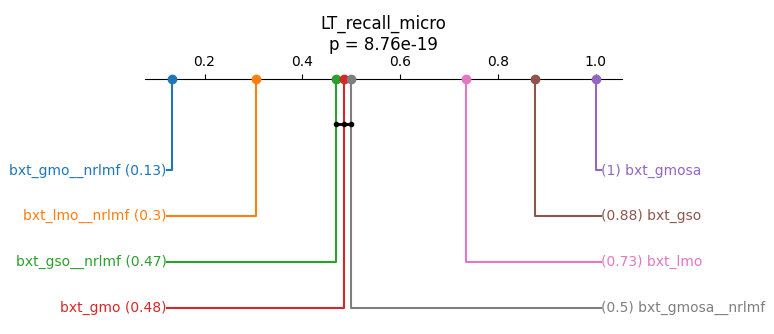 LT_recall_micro
p = 8.76e-19
0.2 0.4 0.6 0.8 1.0
bxt_gmo__nrlmf (0.13) (1) bxt_gmosa
bxt_lmo__nrlmf (0.3) (0.88) bxt_gso
bxt_gso__nrlmf (0.47) (0.73) bxt_lmo
bxt_gmo (0.48) (0.5) bxt_gmosa__nrlmf